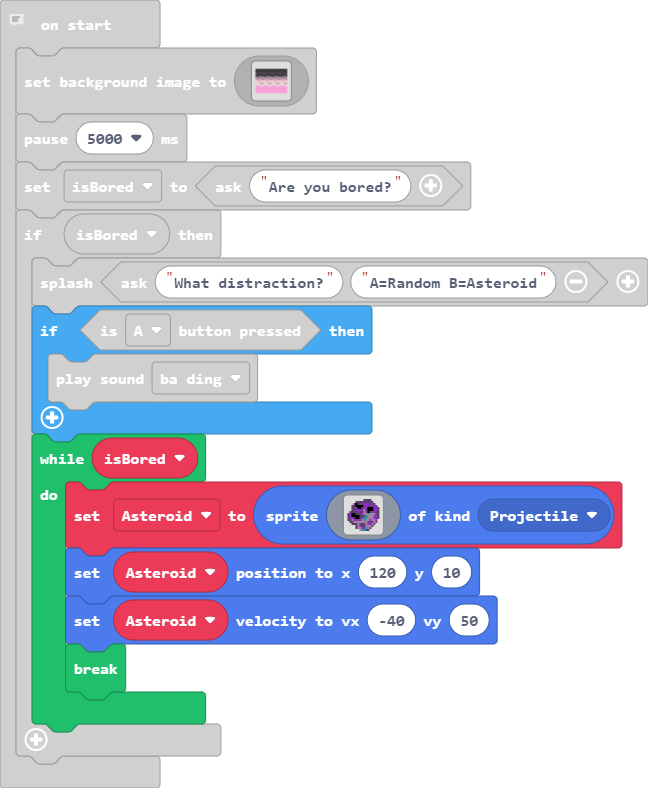 on start
set background image to
pause 5000 ms
set isBored to ask "Are you bored?"
if isBored then
splash ask "What distraction?" "A=Random B=Asteroid"
if is A button pressed then
play sound ba ding
while isBored
do
set Asteroid to sprite of kind Projectile
set Asteroid position to x 120 y 10
set Asteroid velocity to vx -40 vy 50
break